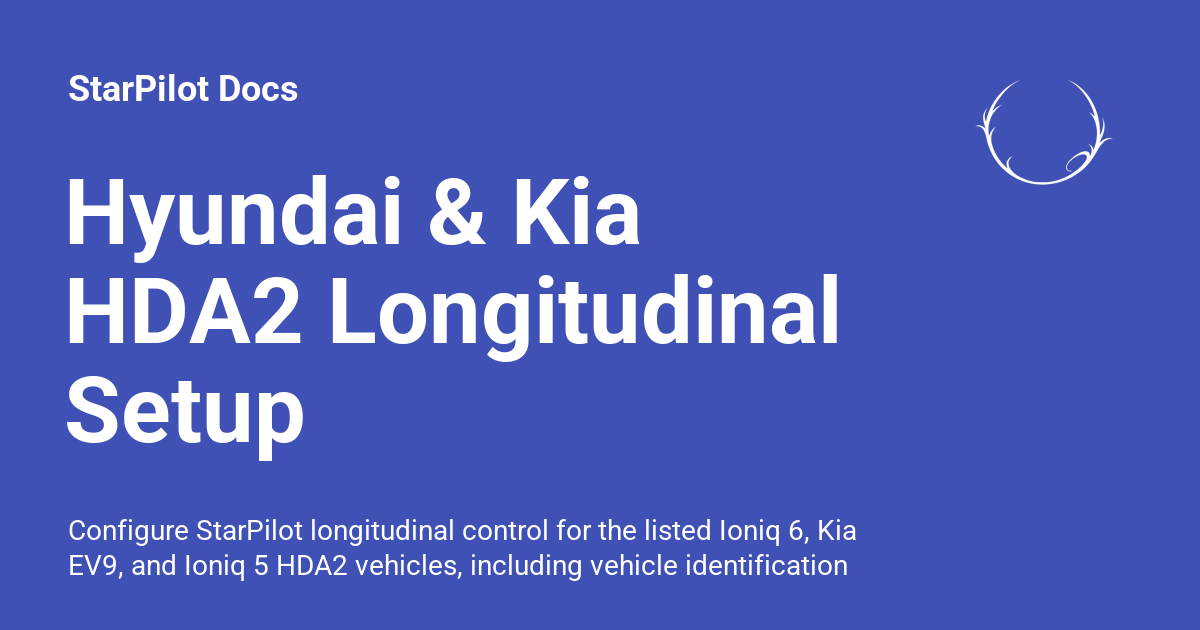 StarPilot Docs
Hyundai & Kia
HDA2 Longitudinal
Setup
Configure StarPilot longitudinal control for the listed Ioniq 6, Kia
EV9, and Ioniq 5 HDA2 vehicles, including vehicle identification